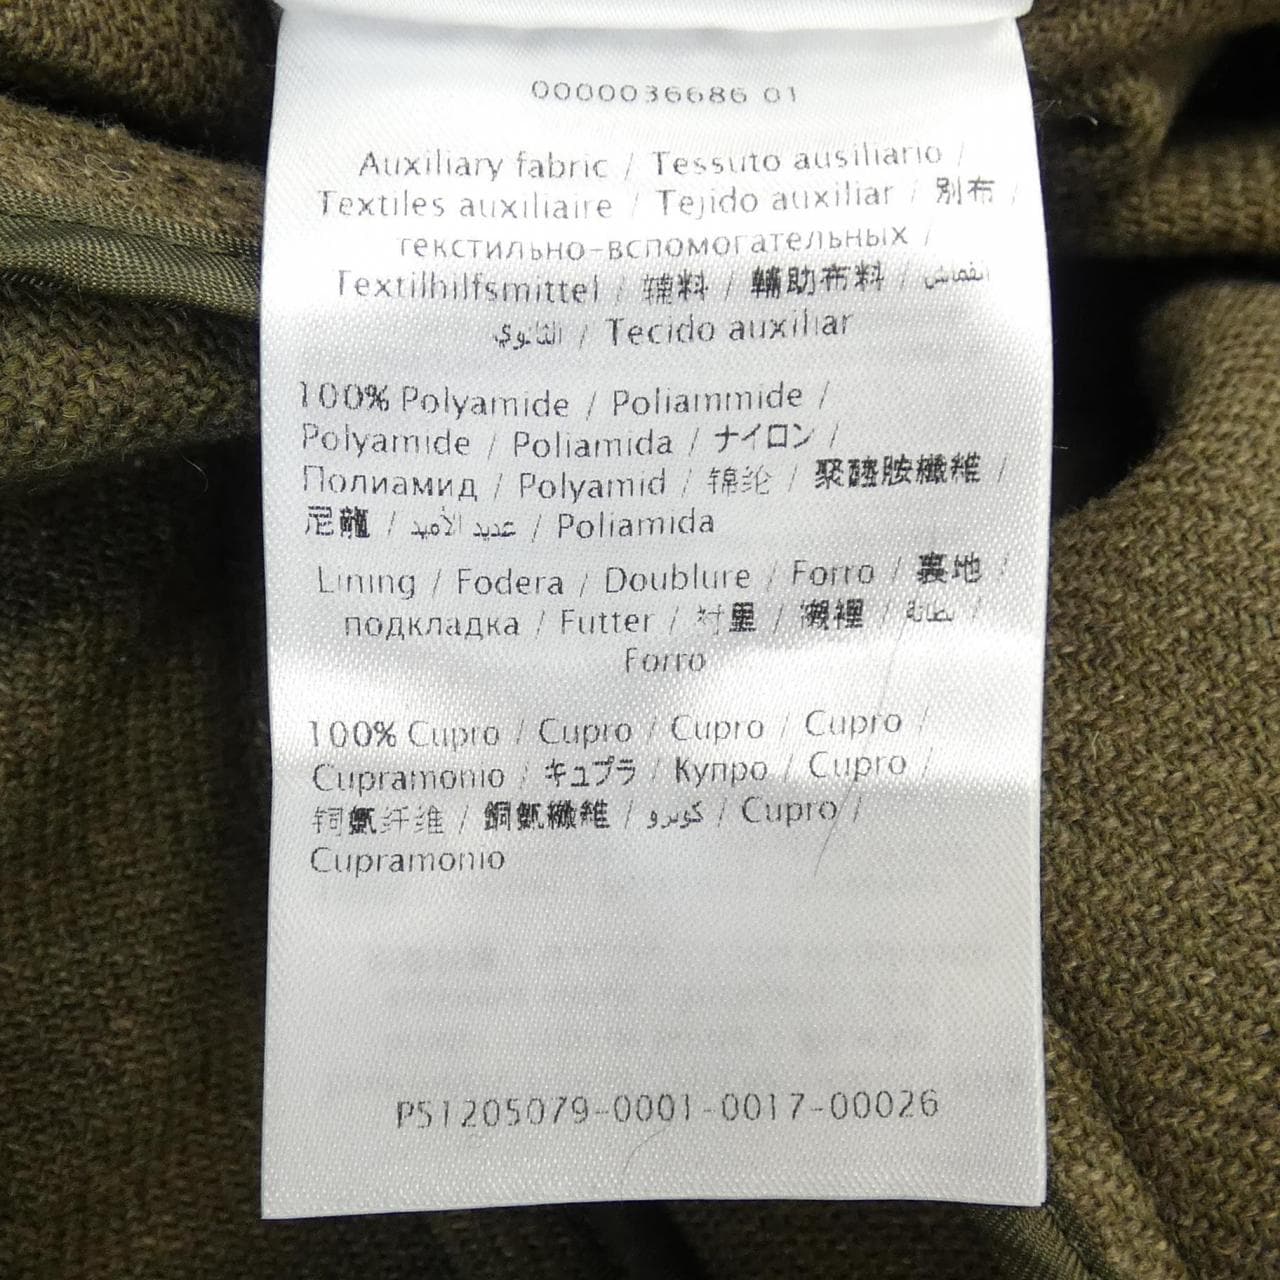 0000036686 01
Auxiliary fabric / Tessuto ausiliario /
Textiles auxiliaire / Tejido auxiliar / 別布 /
текстильно-вспомогательных /
Textilhilfsmittel / 辅料 / 輔助布料 / القماش
الثانوي / Tecido auxiliar
100% Polyamide / Poliammide /
Polyamide / Poliamida / ナイロン /
Полиамид / Polyamid / 锦纶 / 聚醯胺纖維 /
尼龍 / عديد الأميد / Poliamida
Lining / Fodera / Doublure / Forro / 裏地 /
подкладка / Futter / 衬里 / 襯裡 / بطانة /
Forro
100% Cupro / Cupro / Cupro / Cupro /
Cupramonio / キュプラ / Купро / Cupro /
铜氨纤维 / 銅氨纖維 / كوبرو / Cupro /
Cupramonio
P51205079-0001-0017-00026